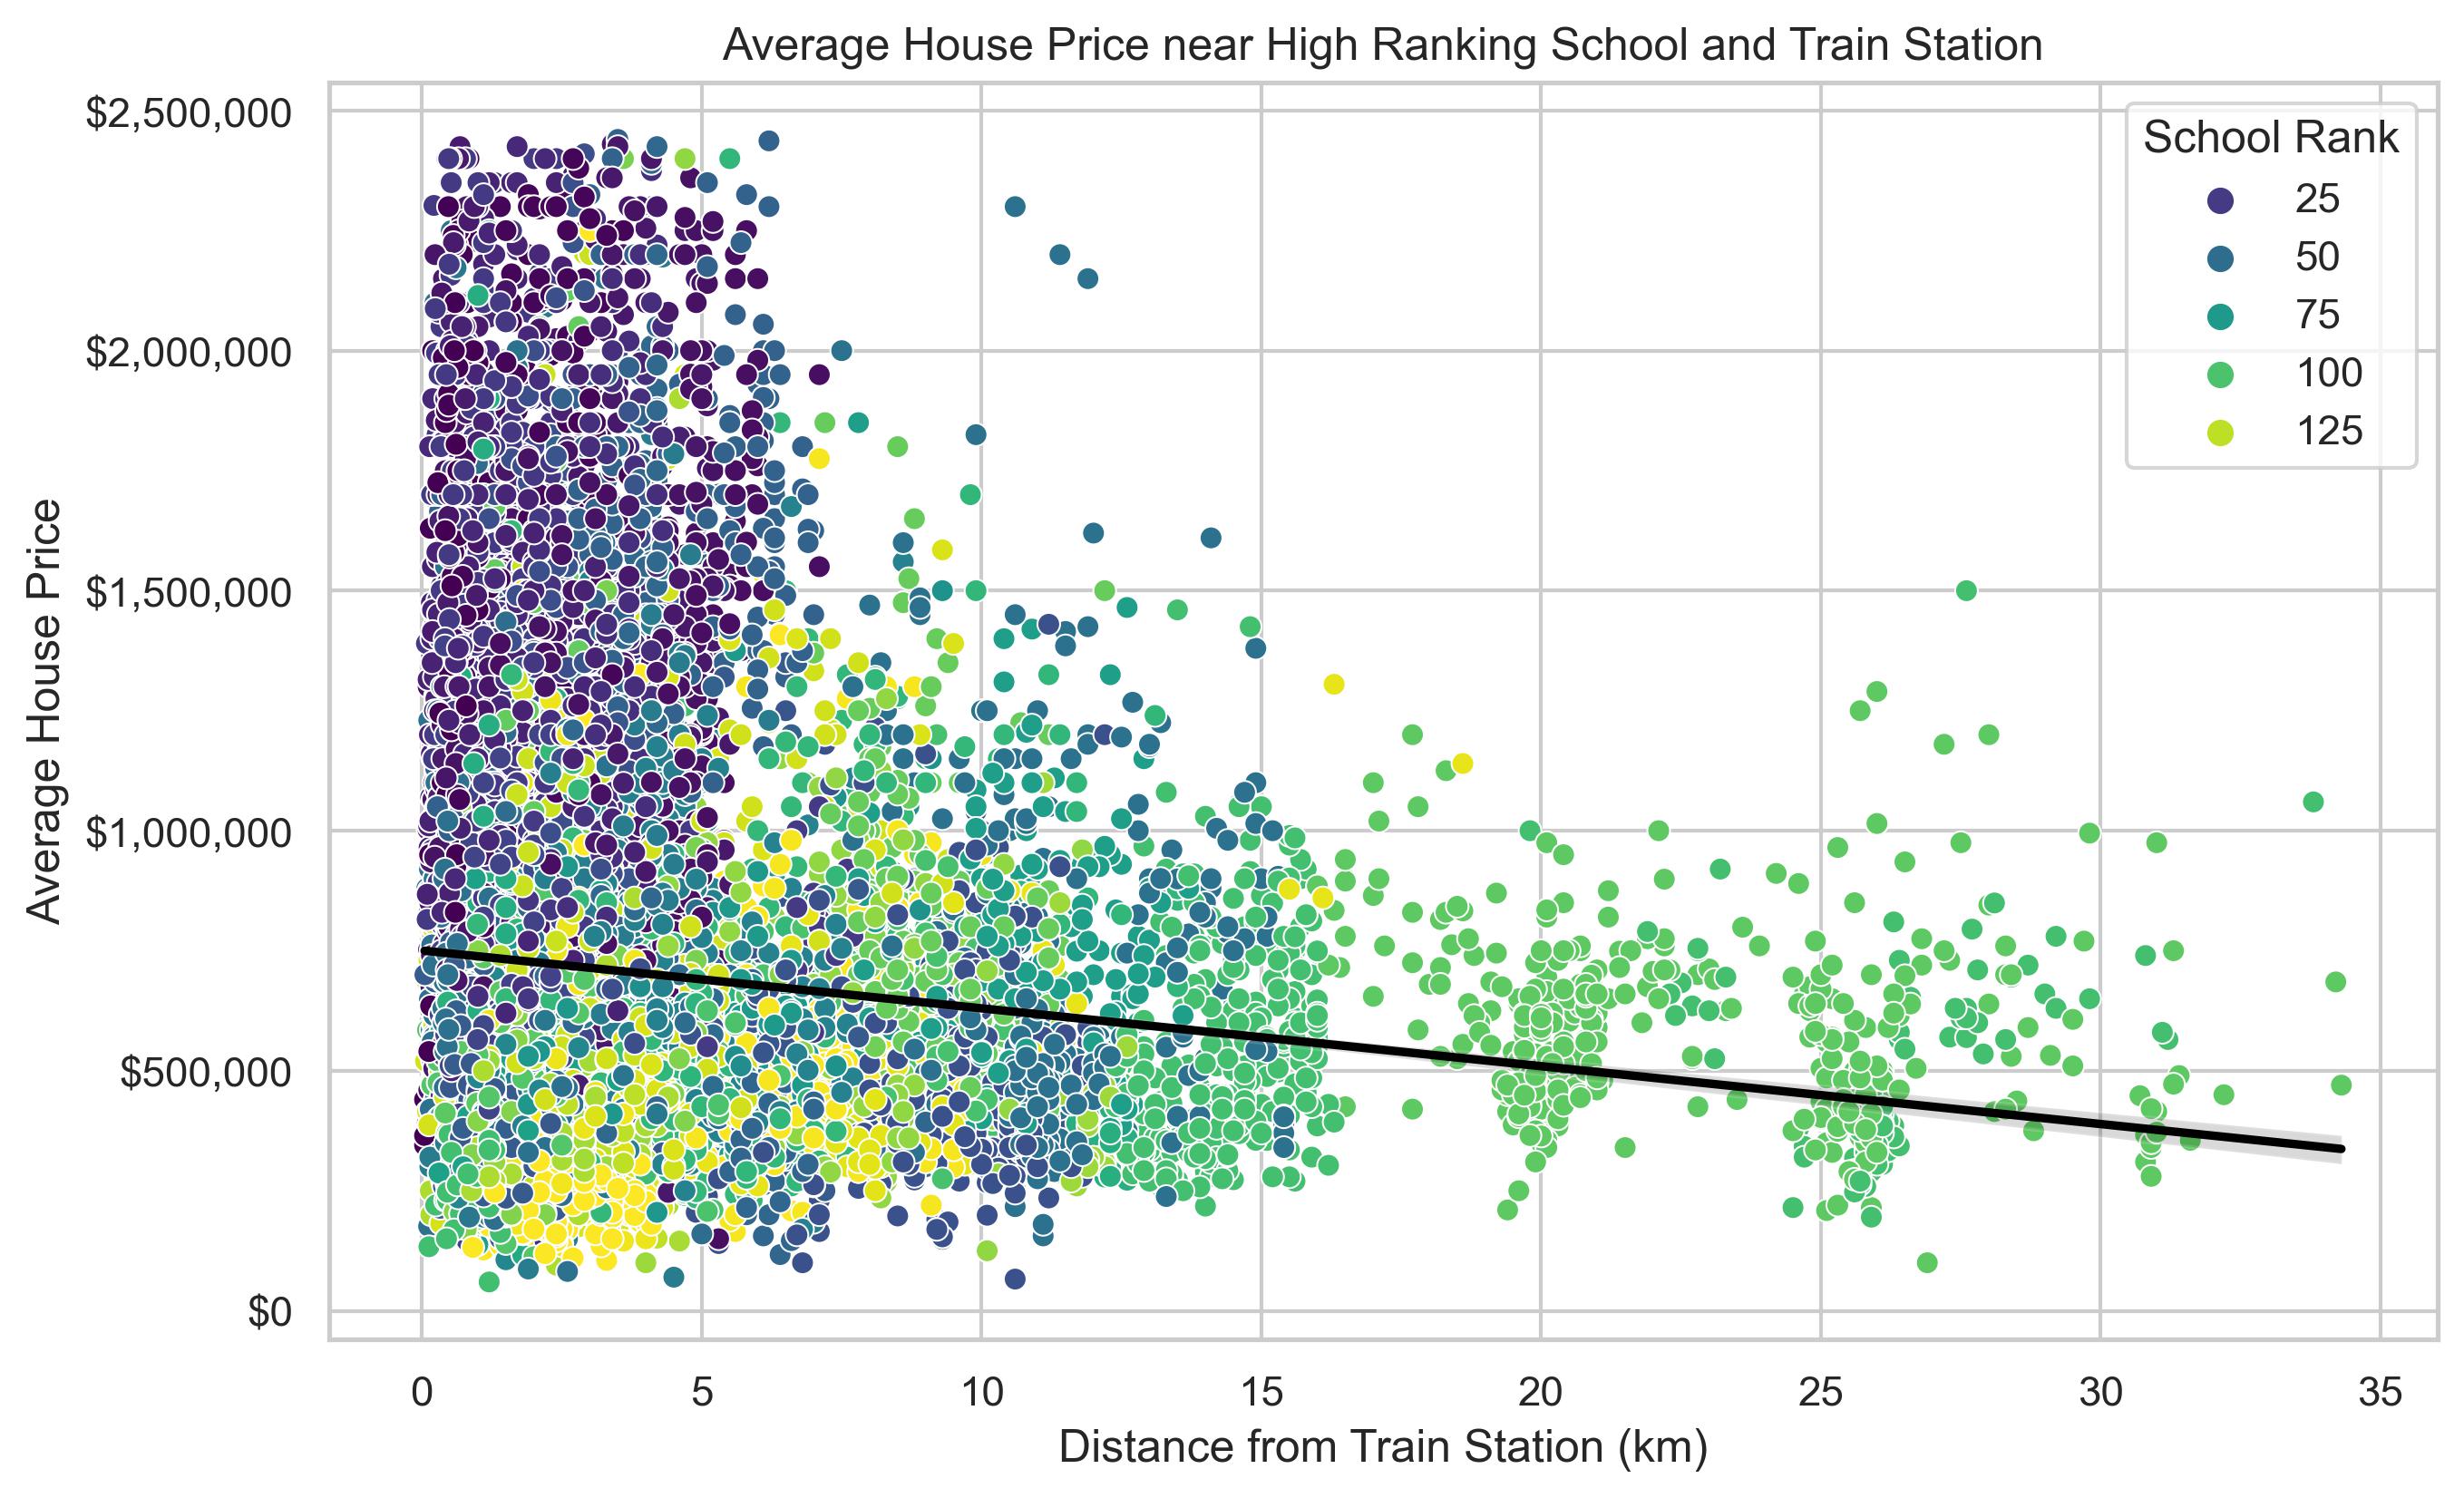 Average House Price near High Ranking School and Train Station
$2,500,000
$2,000,000
$1,500,000
$1,000,000
$500,000
$0
Average House Price
School Rank
25
50
75
100
125
0 5 10 15 20 25 30 35
Distance from Train Station (km)